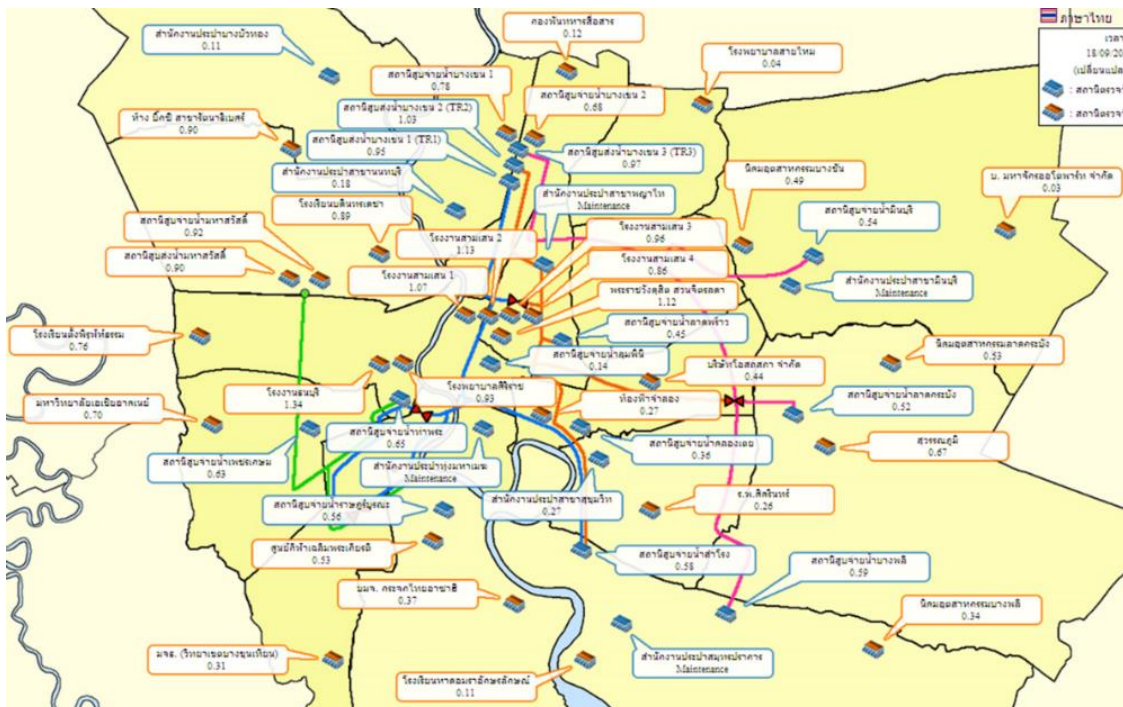 ภาษาไทย
เวลา
18/09/20
(เปลี่ยนแปล
: สถานีตรวจวั
: สถานีตรวจวั
สำนักงานประปาบางบัวทอง
0.11
กองพันทหารสื่อสาร
0.12
โรงพยาบาลสายไหม
0.04
สถานีสูบจ่ายน้ำบางเขน 1
0.78
สถานีสูบจ่ายน้ำบางเขน 2
0.68
สถานีสูบส่งน้ำบางเขน 2 (TR2)
1.03
ห้าง บิ๊กซี สาขารัตนาธิเบศร์
0.90
สถานีสูบส่งน้ำบางเขน 1 (TR1)
0.95
สถานีสูบส่งน้ำบางเขน 3 (TR3)
0.97
สำนักงานประปาสาขานนทบุรี
0.18
นิคมอุตสาหกรรมบางชัน
0.49
บ. มหาจักรออโตพาร์ท จำกัด
0.03
สำนักงานประปาสาขาพญาไท
Maintenance
โรงเรียนบดินทรเดชา
0.89
สถานีสูบจ่ายน้ำมีนบุรี
0.54
สถานีสูบจ่ายน้ำมหาสวัสดิ์
0.92
โรงงานสามเสน 2
1.13
โรงงานสามเสน 3
0.96
สถานีสูบส่งน้ำมหาสวัสดิ์
0.90
โรงงานสามเสน 4
0.86
โรงงานสามเสน 1
1.07
สำนักงานประปาสาขามีนบุรี
Maintenance
พระราชวังดุสิต สวนจิตรลดา
1.12
สถานีสูบจ่ายน้ำลาดพร้าว
0.45
โรงเรียนตั้งพิรุฬห์ธรรม
0.76
นิคมอุตสาหกรรมลาดกระบัง
0.53
สถานีสูบจ่ายน้ำลุมพินี
0.14
บริษัทโอสถสภา จำกัด
0.44
โรงงานธนบุรี
1.34
โรงพยาบาลศิริราช
0.93
ท้องฟ้าจำลอง
0.27
มหาวิทยาลัยเอเชียอาคเนย์
0.70
สถานีสูบจ่ายน้ำลาดกระบัง
0.52
สถานีสูบจ่ายน้ำท่าพระ
0.65
สถานีสูบจ่ายน้ำคลองเตย
0.36
สุวรรณภูมิ
0.67
สถานีสูบจ่ายน้ำเพชรเกษม
0.63
สำนักงานประปาทุ่งมหาเมฆ
Maintenance
สถานีสูบจ่ายน้ำราษฎร์บูรณะ
0.56
สำนักงานประปาสาขาสุขุมวิท
0.27
ร.พ.สิรินธร์
0.26
ศูนย์กีฬาเฉลิมพระเกียรติ
0.53
สถานีสูบจ่ายน้ำสำโรง
0.58
สถานีสูบจ่ายน้ำบางพลี
0.59
บมจ. กระจกไทยอาซาฮี
0.37
นิคมอุตสาหกรรมบางพลี
0.34
มจธ. (วิทยาเขตบางขุนเทียน)
0.31
สำนักงานประปาสมุทรปราการ
Maintenance
0.11